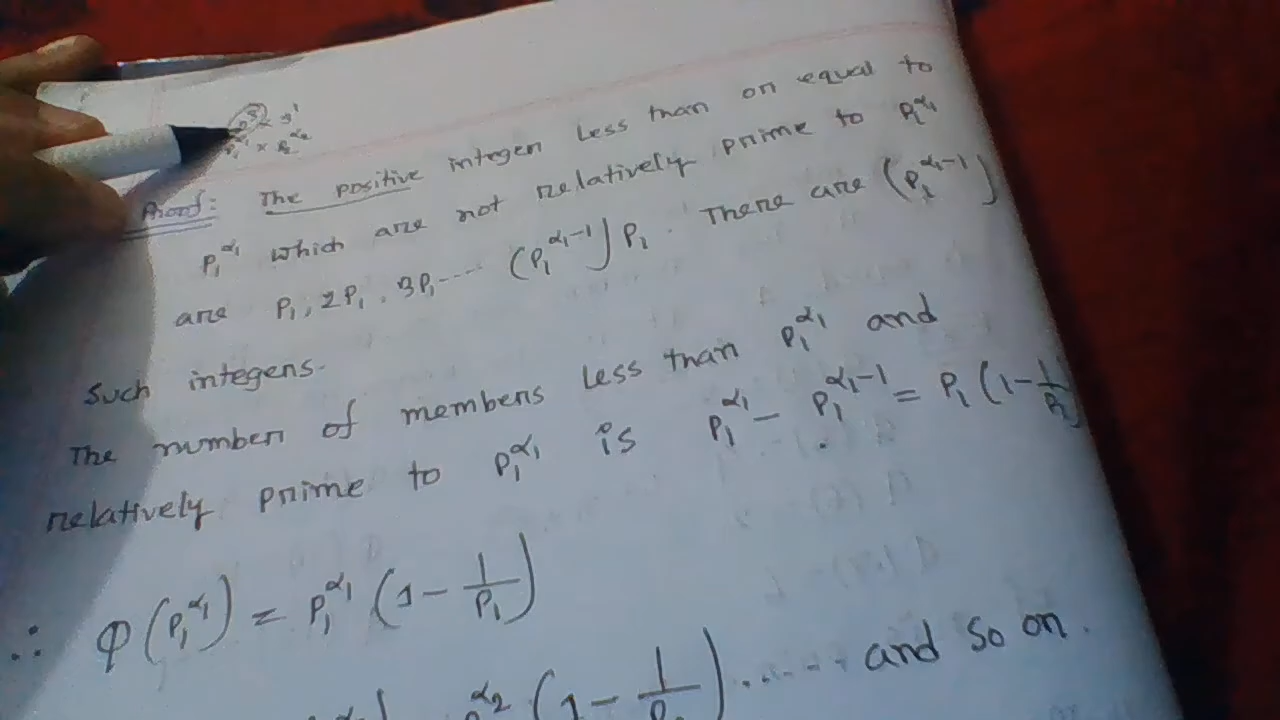 Proof: The positive integer less than or equal to
p₁^α₁ which are not relatively prime to p₁^α₁
are P₁, 2P₁, 3P₁---- (P₁^α₁-1) P₁. There are (P₁^α₁-1)
Such integers.
The number of members less than P₁^α₁ and
relatively prime to P₁^α₁ is P₁^α₁ - P₁^α₁-1 = P₁ (1 - 1/P₁)
∴ φ(P₁^α₁) = P₁^α₁ (1 - 1/P₁)
α₂ (1 - 1/ ...... and so on.